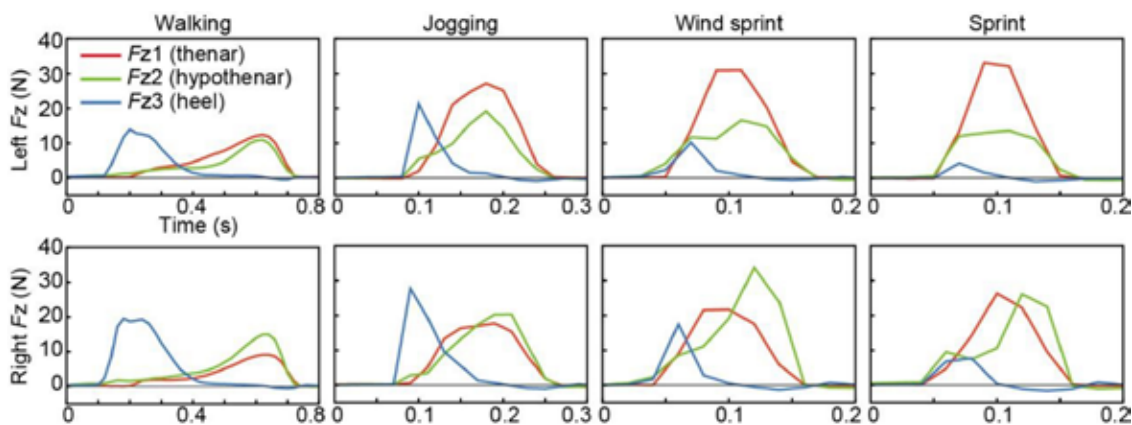 Walking Jogging Wind sprint Sprint
40
30
20
10
0
Left Fz (N)
Fz1 (thenar)
Fz2 (hypothenar)
Fz3 (heel)
0 0.4 0.8 0 0.1 0.2 0.3 0 0.1 0.2 0 0.1 0.2
Time (s)
40
30
20
10
0
Right Fz (N)
0 0.4 0.8 0 0.1 0.2 0.3 0 0.1 0.2 0 0.1 0.2